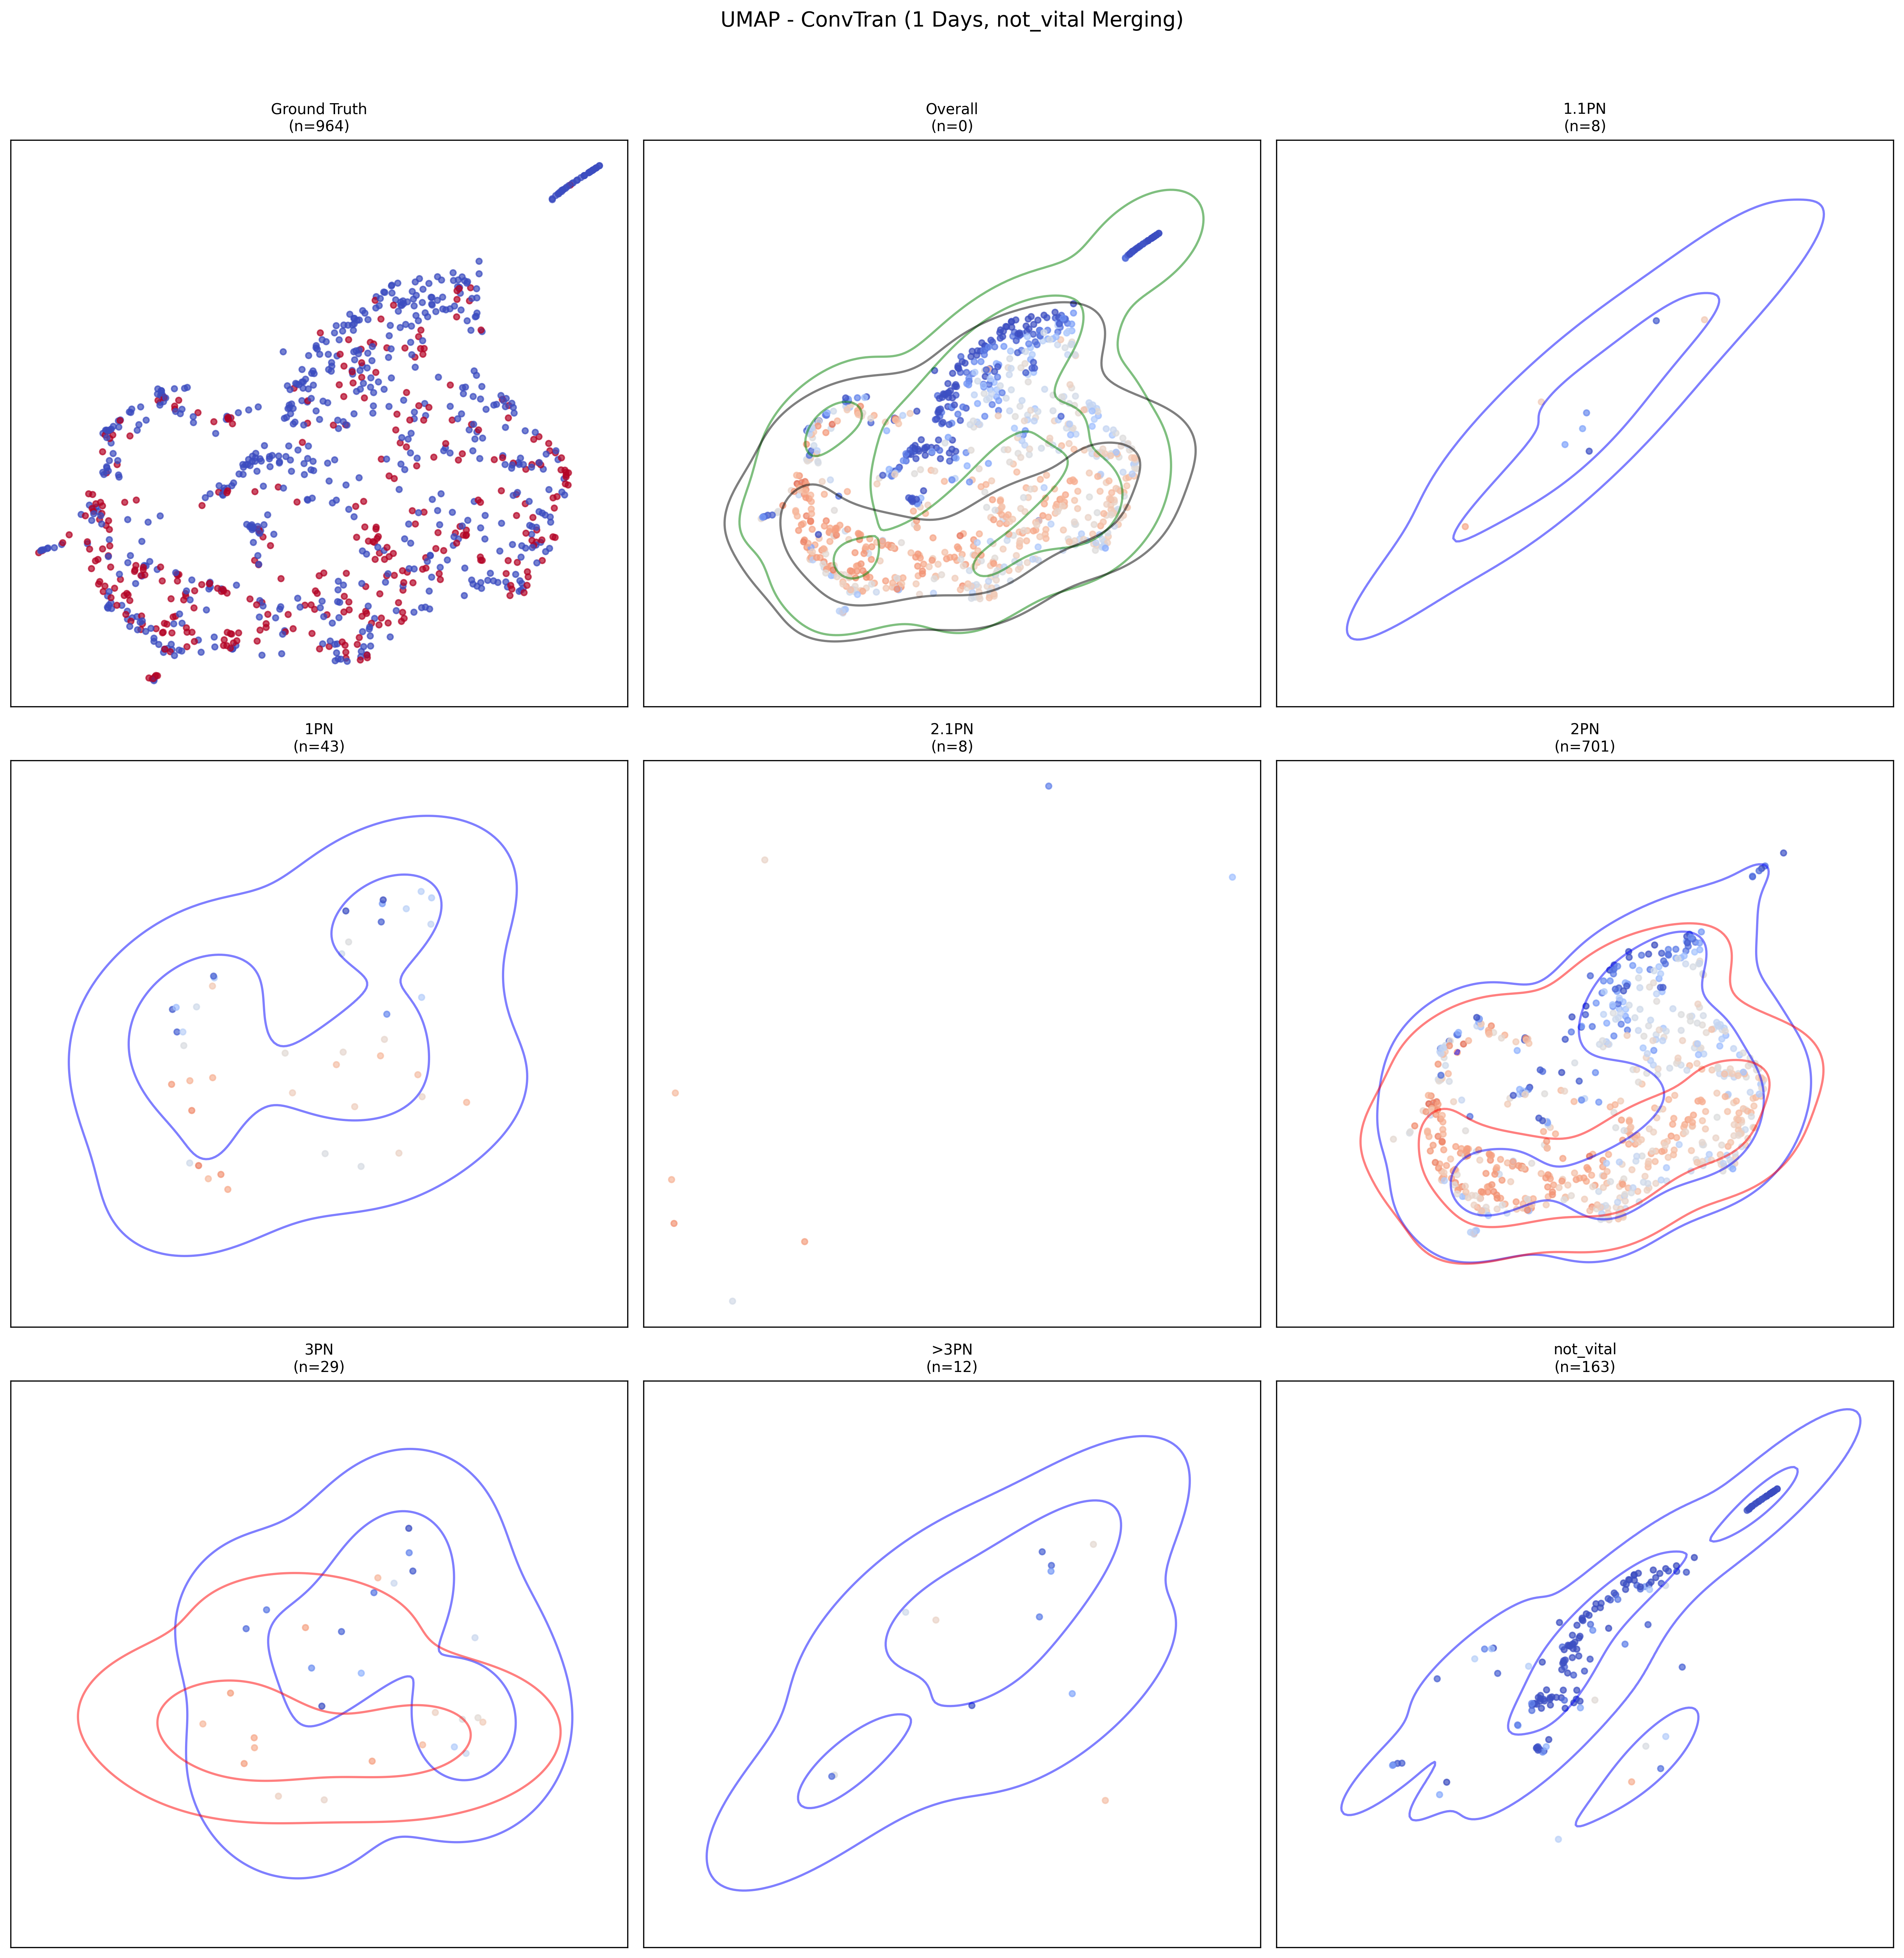 UMAP - ConvTran (1 Days, not_vital Merging)
Ground Truth
(n=964)
Overall
(n=0)
1.1PN
(n=8)
1PN
(n=43)
2.1PN
(n=8)
2PN
(n=701)
3PN
(n=29)
>3PN
(n=12)
not_vital
(n=163)